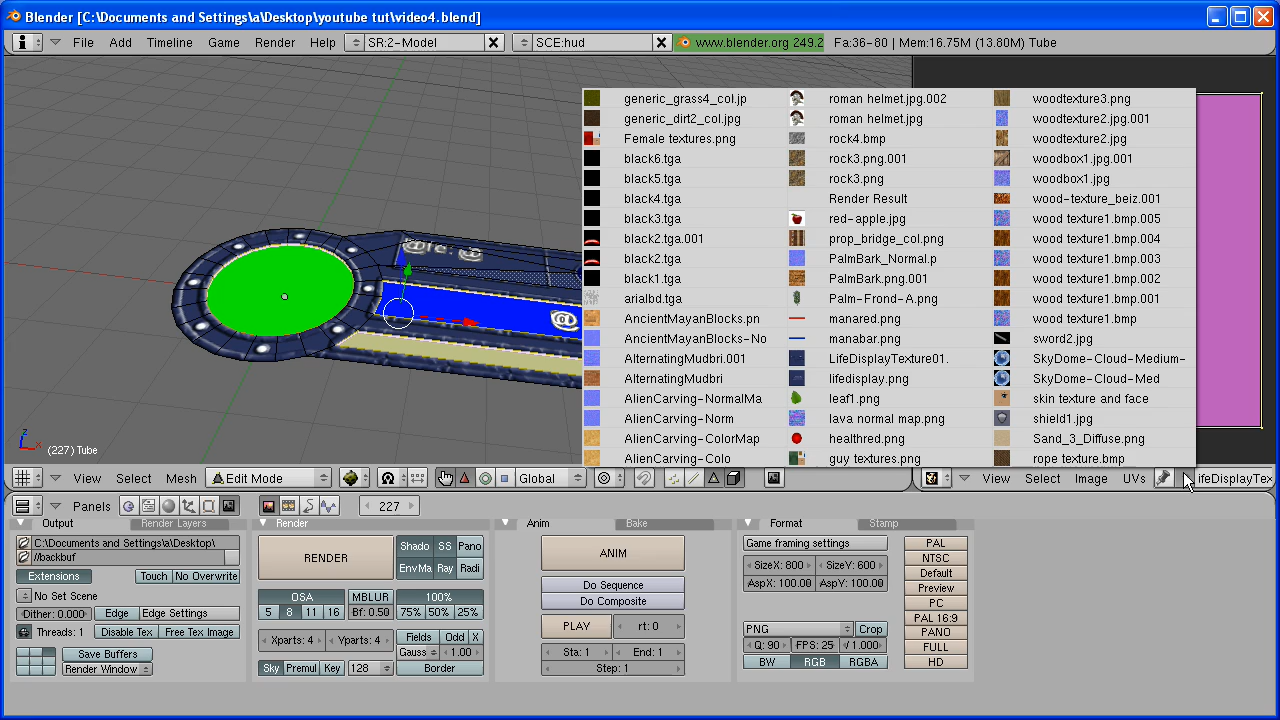 Blender [C:\Documents and Settings\a\Desktop\youtube tut\video4.blend]
File Add Timeline Game Render Help SR:2-Model SCE:hud www.blender.org 249.2 Fa:36-80 | Mem:16.75M (13.80M) Tube
generic_grass4_col.jp roman helmet.jpg.002 woodtexture3.png
generic_dirt2_col.jpg roman helmet.jpg woodtexture2.jpg.001
Female textures.png rock4.bmp woodtexture2.jpg
black6.tga rock3.png.001 woodbox1.jpg.001
black5.tga rock3.png woodbox1.jpg
black4.tga Render Result wood-texture_beiz.001
black3.tga red-apple.jpg wood texture1.bmp.005
black2.tga.001 prop_bridge_col.png wood texture1.bmp.004
black2.tga PalmBark_Normal.p wood texture1.bmp.003
black1.tga PalmBark.png.001 wood texture1.bmp.002
arialbd.tga Palm-Frond-A.png wood texture1.bmp.001
AncientMayanBlocks.pn manared.png wood texture1.bmp
AncientMayanBlocks-No manabar.png sword2.jpg
AlternatingMudbri.001 LifeDisplayTexture01. SkyDome-Cloud-Medium-
AlternatingMudbri lifedisplay.png SkyDome-Cloud-Med
AlienCarving-NormalMa leaf1.png skin texture and face
AlienCarving-Norm lava normal map.png shield1.jpg
AlienCarving-ColorMap healthred.png Sand_3_Diffuse.png
AlienCarving-Colo guy textures.png rope texture.bmp
z x
(227) Tube
View Select Mesh Edit Mode Global View Select Image UVs ifeDisplayTex
Panels 227
Output Render Layers Render Anim Bake Format Stamp
C:\Documents and Settings\a\Desktop\
//backbuf
Extensions Touch No Overwrite
No Set Scene
Dither: 0.000 Edge Edge Settings
Threads: 1 Disable Tex Free Tex Image
Save Buffers
Render Window
RENDER
Shado SS Pano
EnvMa Ray Radi
OSA MBLUR 100%
5 8 11 16 Bf: 0.50 75% 50% 25%
Xparts: 4 Yparts: 4 Fields Odd X
Gauss 1.00
Sky Premul Key 128 Border
ANIM
Do Sequence
Do Composite
PLAY rt: 0
Sta: 1 End: 1
Step: 1
Game framing settings
SizeX: 800 SizeY: 600
AspX: 100.00 AspY: 100.00
PNG Crop
Q: 90 FPS: 25 /1.000
BW RGB RGBA
PAL
NTSC
Default
Preview
PC
PAL 16:9
PANO
FULL
HD